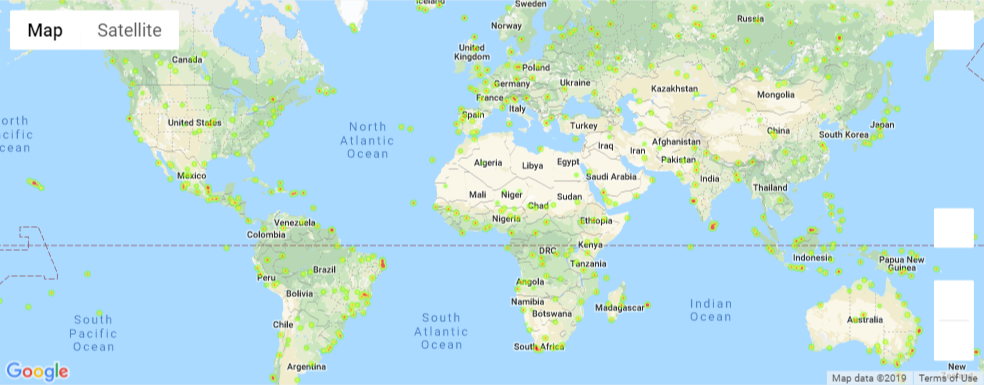 Iceland
Sweden
Russia
Map
Satellite
Norway
United
Kingdom
Canada
Poland
Germany
Ukraine
Kazakhstan
Mongolia
France
Italy
Spain
United States
North
Atlantic
Ocean
Turkey
China
South Korea
Japan
Iraq
Iran
Afghanistan
Pakistan
Algeria
Libya
Egypt
Saudi Arabia
India
Mexico
Thailand
Mali
Niger
Chad
Sudan
Nigeria
Ethiopia
Venezuela
Colombia
DRC
Kenya
Tanzania
Indonesia
Papua New
Guinea
Peru
Brazil
Bolivia
Angola
Namibia
Botswana
Madagascar
Indian
Ocean
South
Pacific
Ocean
South
Atlantic
Ocean
Chile
Australia
South Africa
Argentina
New
Google
Map data ©2019
Terms of Use